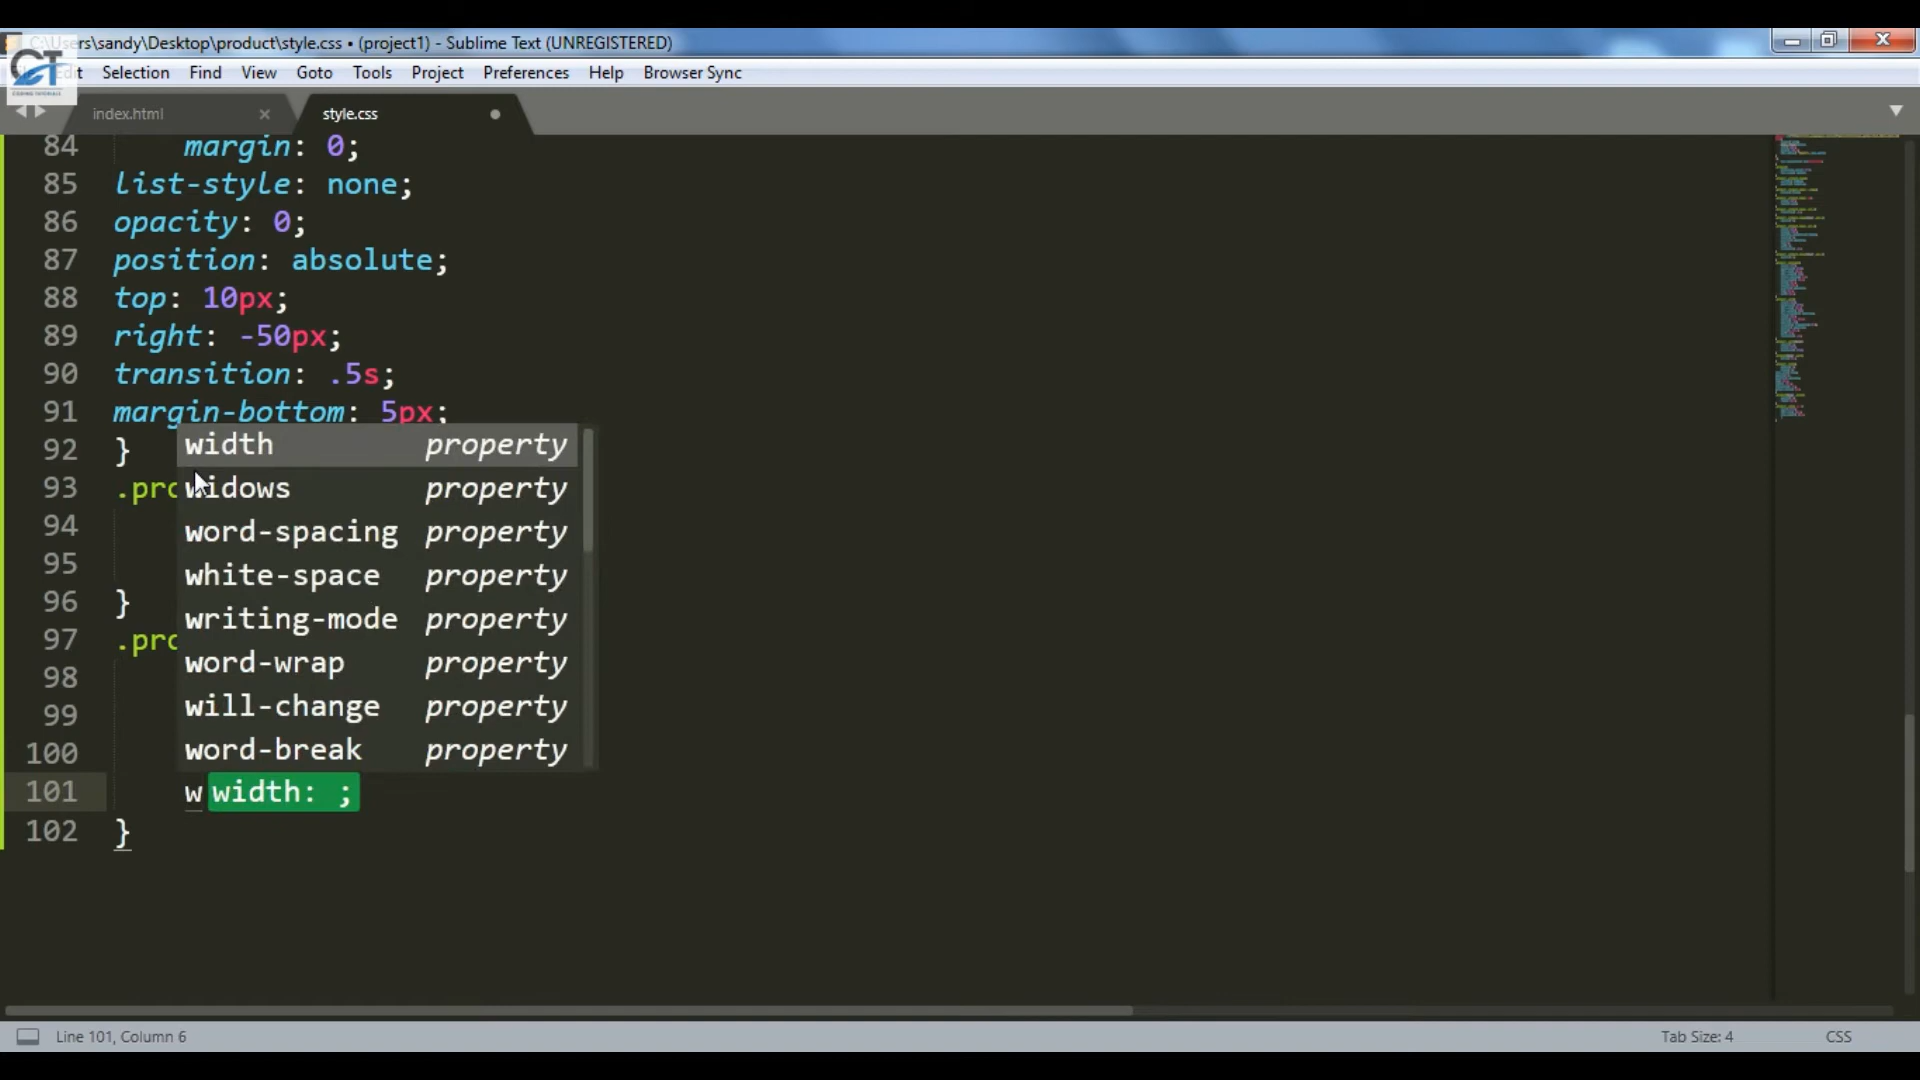 C:\Users\sandy\Desktop\product\style.css • (project1) - Sublime Text (UNREGISTERED)
Selection Find View Goto Tools Project Preferences Help Browser Sync
CT
index.html
style.css
84 margin: 0;
85 list-style: none;
86 opacity: 0;
87 position: absolute;
88 top: 10px;
89 right: -50px;
90 transition: .5s;
91 margin-bottom: 5px;
92 }
width property
93 .pro
widows property
94
word-spacing property
95
white-space property
96 }
writing-mode property
97 .pro
word-wrap property
98
99
will-change property
100
word-break property
101 w width: ;
102 }
Line 101, Column 6
Tab Size: 4
CSS